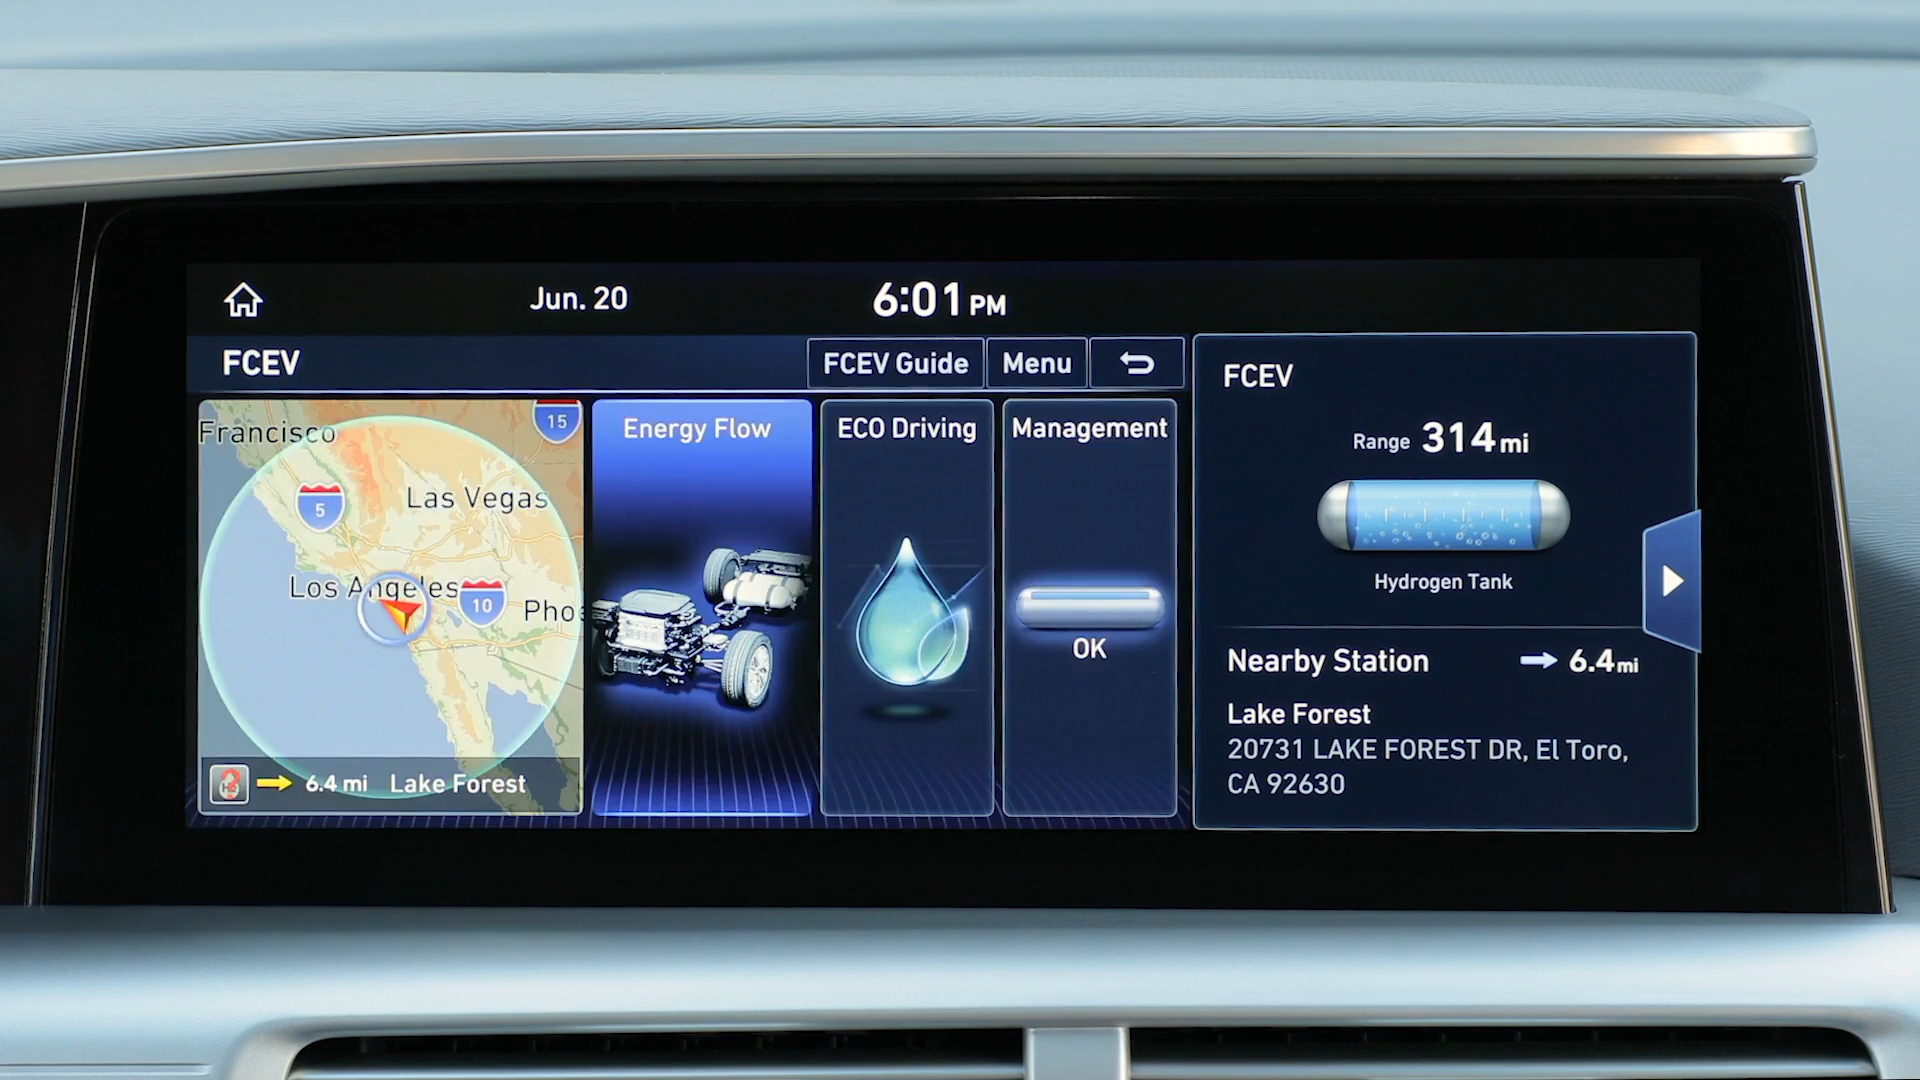 Jun. 20
6:01 PM
FCEV
FCEV Guide
Menu
Francisco
15
5
Las Vegas
Los Angeles
10
Pho
6.4 mi Lake Forest
Energy Flow
ECO Driving
Management
OK
FCEV
Range 314 mi
Hydrogen Tank
Nearby Station 6.4 mi
Lake Forest
20731 LAKE FOREST DR, El Toro,
CA 92630